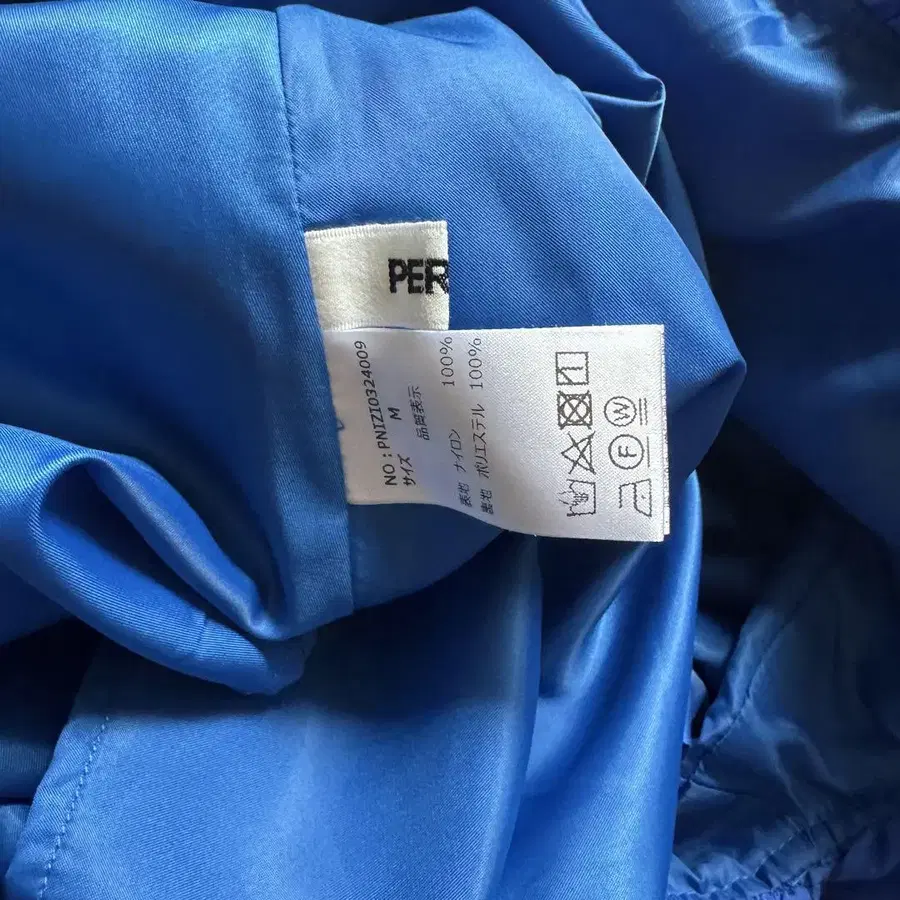 PER
NO : PNIZI0324009
サイズ M
品質表示
表地 ナイロン 100%
裏地 ポリエステル 100%
W
F